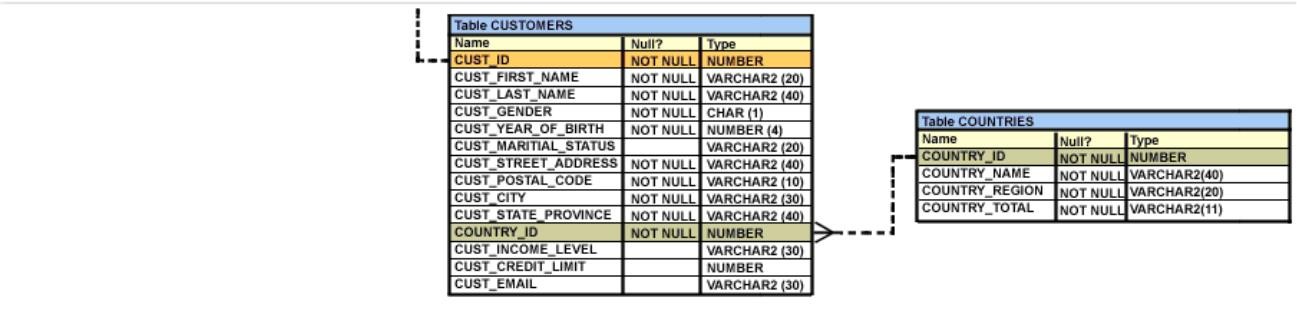 Table CUSTOMERS
Name Null? Type
CUST_ID NOT NULL NUMBER
CUST_FIRST_NAME NOT NULL VARCHAR2 (20)
CUST_LAST_NAME NOT NULL VARCHAR2 (40)
CUST_GENDER NOT NULL CHAR (1)
CUST_YEAR_OF_BIRTH NOT NULL NUMBER (4)
CUST_MARITIAL_STATUS VARCHAR2 (20)
CUST_STREET_ADDRESS NOT NULL VARCHAR2 (40)
CUST_POSTAL_CODE NOT NULL VARCHAR2 (10)
CUST_CITY NOT NULL VARCHAR2 (30)
CUST_STATE_PROVINCE NOT NULL VARCHAR2 (40)
COUNTRY_ID NOT NULL NUMBER
CUST_INCOME_LEVEL VARCHAR2 (30)
CUST_CREDIT_LIMIT NUMBER
CUST_EMAIL VARCHAR2 (30)
Table COUNTRIES
Name Null? Type
COUNTRY_ID NOT NULL NUMBER
COUNTRY_NAME NOT NULL VARCHAR2(40)
COUNTRY_REGION NOT NULL VARCHAR2(20)
COUNTRY_TOTAL NOT NULL VARCHAR2(11)